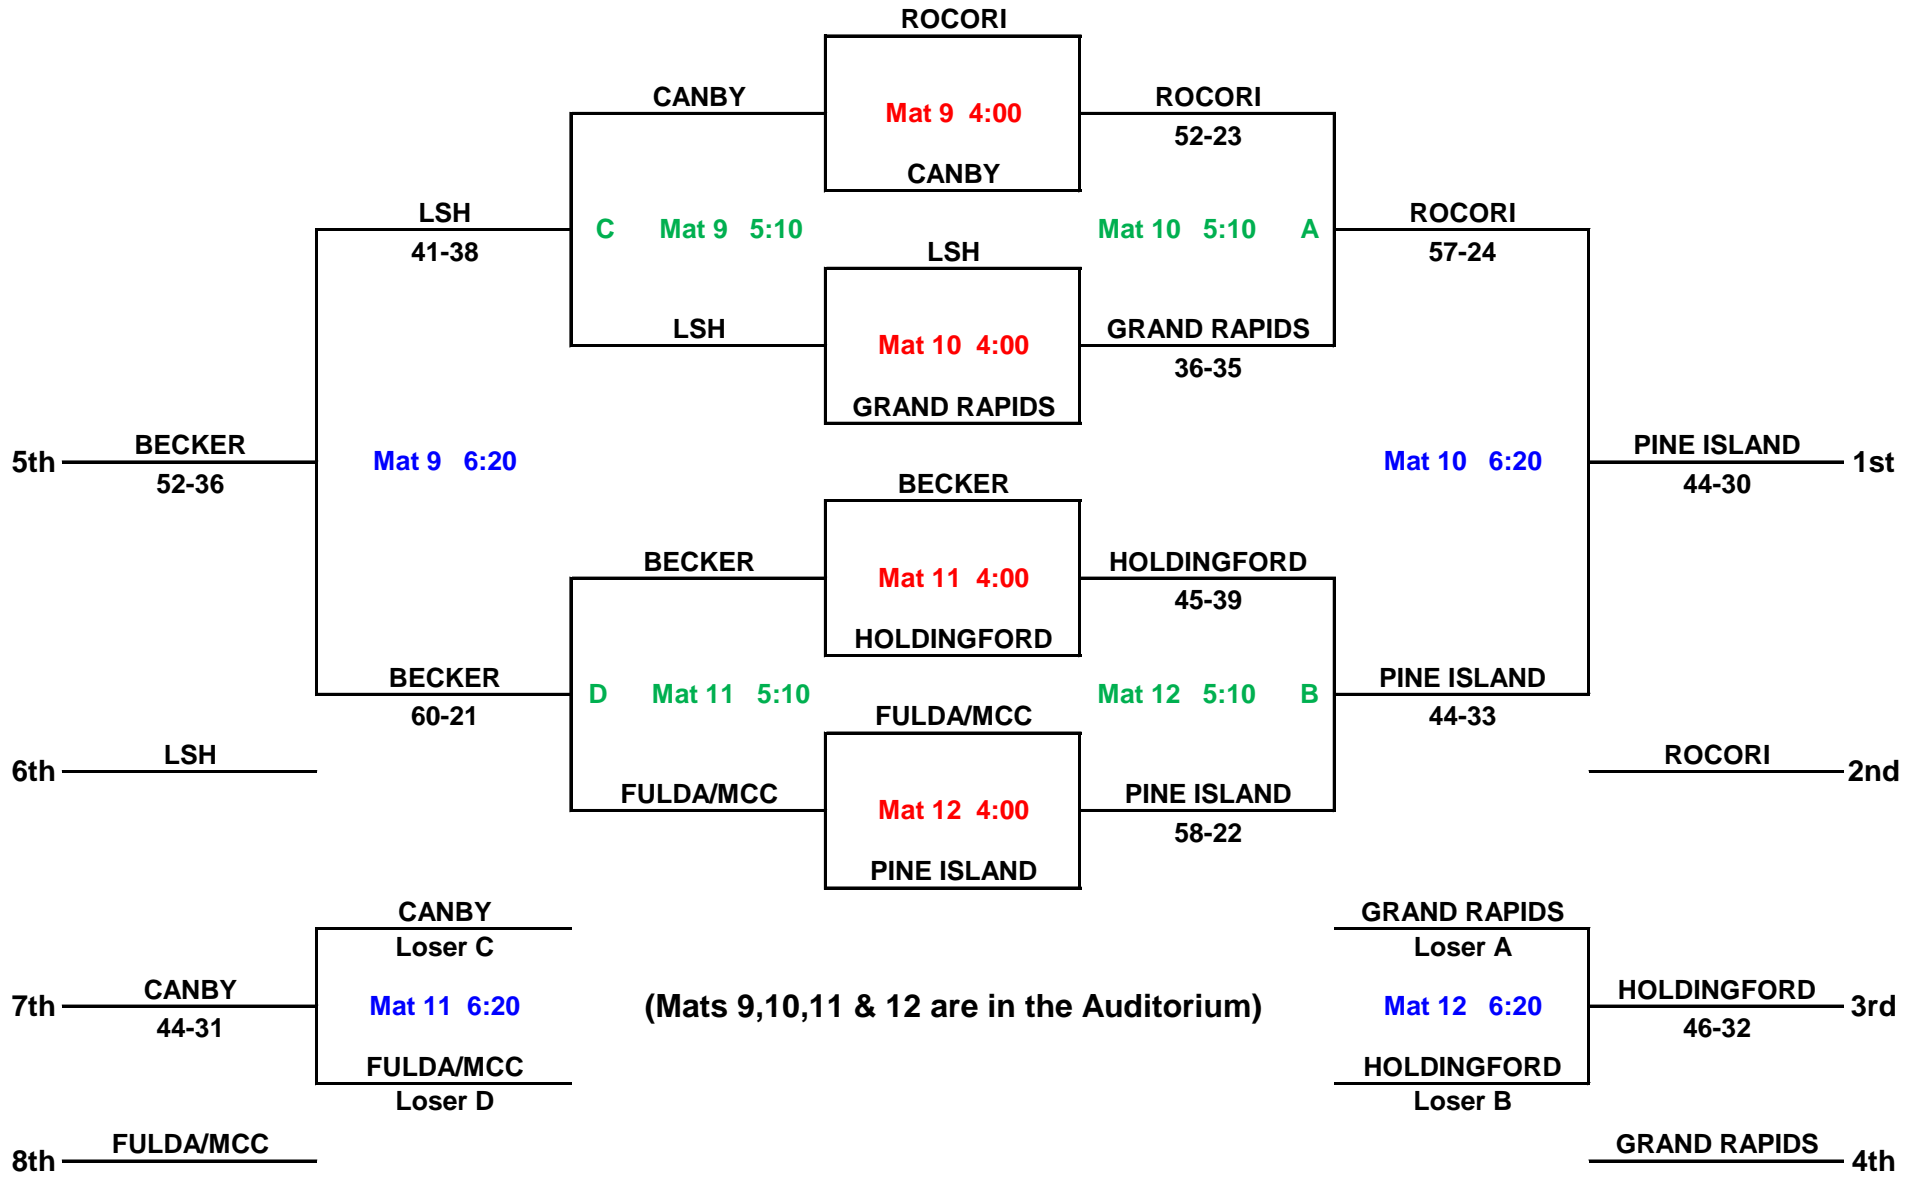 ROCORI
CANBY
Mat 9 4:00
ROCORI
52-23
CANBY
LSH
41-38
C Mat 9 5:10
Mat 10 5:10 A
ROCORI
57-24
LSH
LSH
Mat 10 4:00
GRAND RAPIDS
36-35
GRAND RAPIDS
5th BECKER
52-36
Mat 9 6:20
Mat 10 6:20
PINE ISLAND 1st
44-30
BECKER
BECKER
Mat 11 4:00
HOLDINGFORD
45-39
HOLDINGFORD
BECKER
60-21
D Mat 11 5:10
Mat 12 5:10 B
PINE ISLAND
44-33
FULDA/MCC
6th LSH
ROCORI 2nd
FULDA/MCC
Mat 12 4:00
PINE ISLAND
58-22
PINE ISLAND
CANBY
Loser C
GRAND RAPIDS
Loser A
7th CANBY
44-31
Mat 11 6:20
(Mats 9,10,11 & 12 are in the Auditorium)
Mat 12 6:20
HOLDINGFORD 3rd
46-32
FULDA/MCC
Loser D
HOLDINGFORD
Loser B
8th FULDA/MCC
GRAND RAPIDS 4th